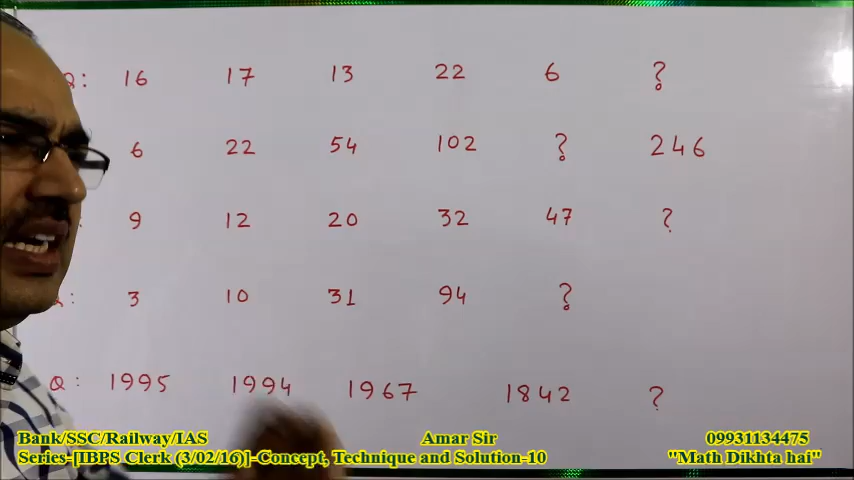 Q: 16 17 13 22 6 ?
6 22 54 102 ? 246
9 12 20 32 47 ?
Q: 3 10 31 94 ?
Q: 1995 1994 1967 1842 ?
Bank/SSC/Railway/IAS Amar Sir 09931134475
Series-[IBPS Clerk (3/02/16)]-Concept, Technique and Solution-10 "Math Dikhta hai"